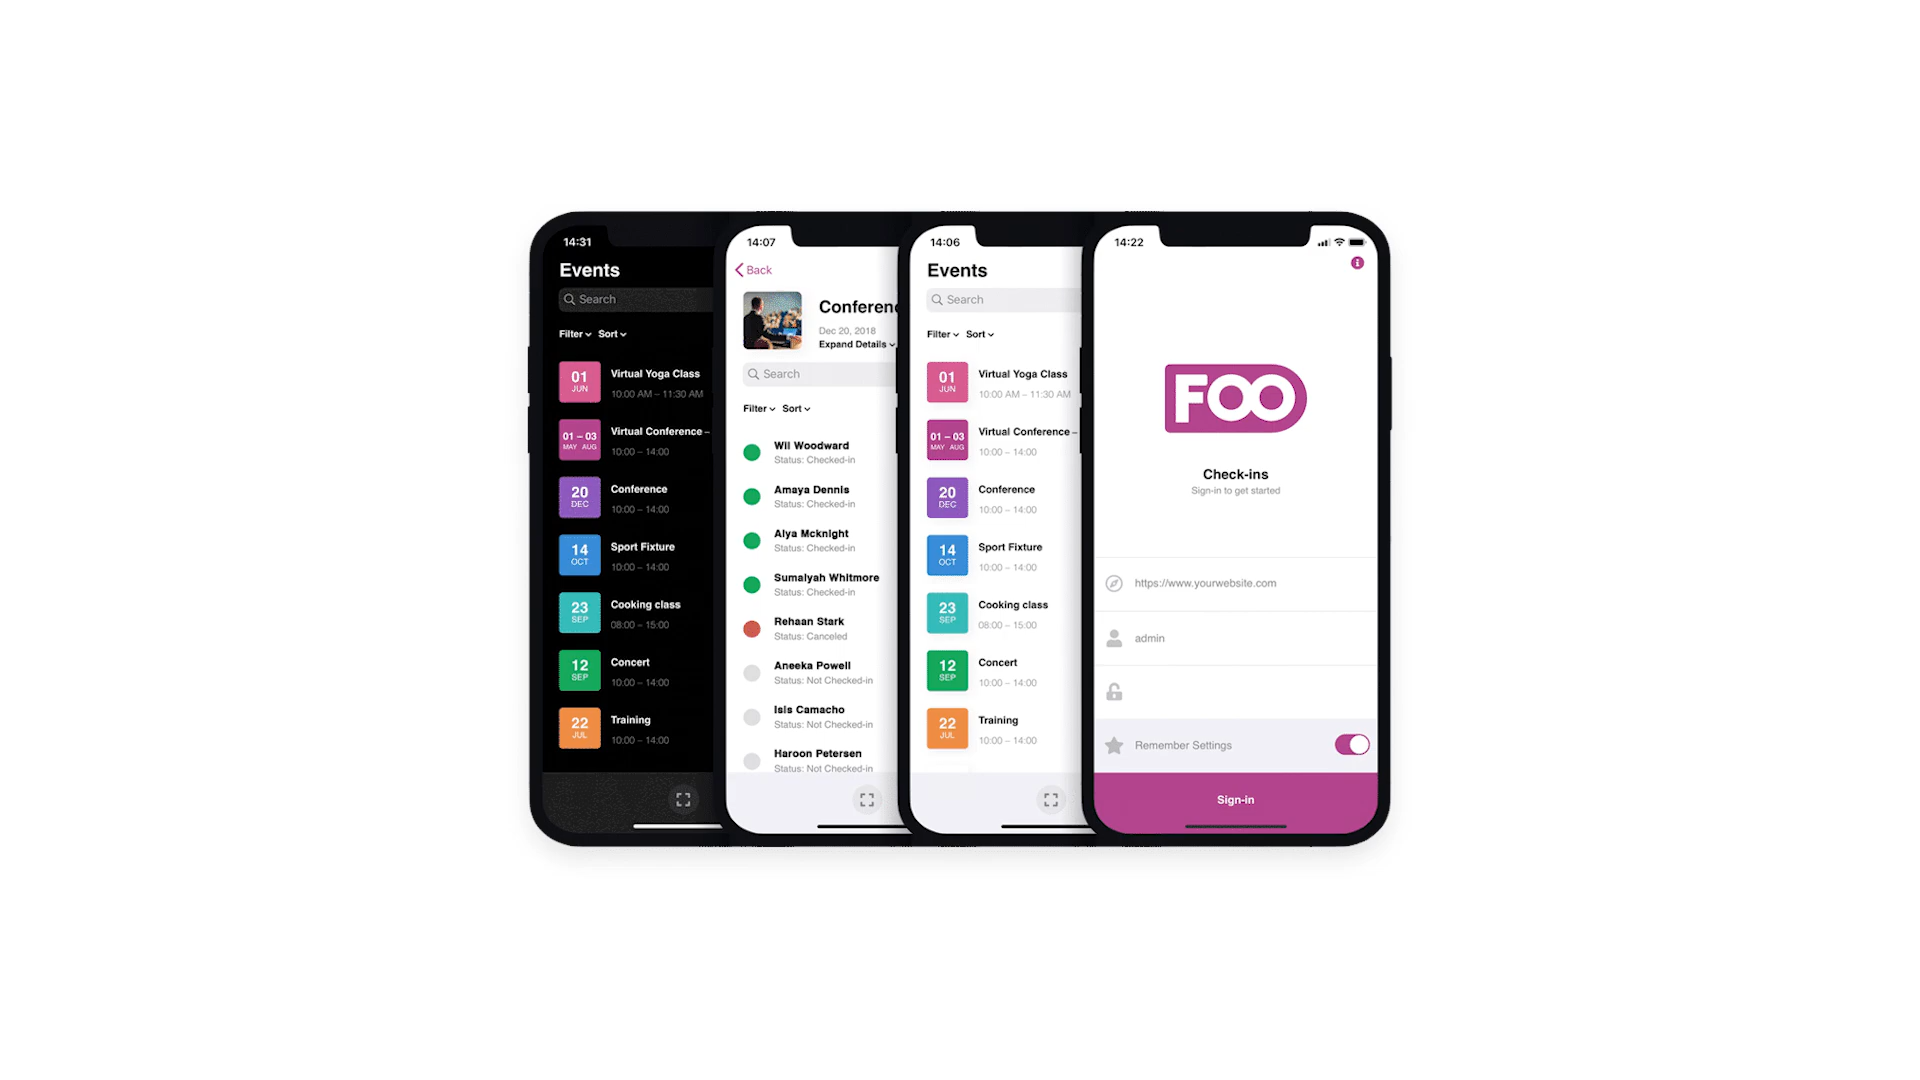 14:31
Events
Search
Filter Sort
01
JUN
Virtual Yoga Class
10:00 AM – 11:30 AM
01 – 03
MAY AUG
Virtual Conference –
10:00 – 14:00
20
DEC
Conference
10:00 – 14:00
14
OCT
Sport Fixture
10:00 – 14:00
23
SEP
Cooking class
08:00 – 15:00
12
SEP
Concert
10:00 – 14:00
22
JUL
Training
10:00 – 14:00
14:07
Back
Conferenc
Dec 20, 2018
Expand Details
Search
Filter Sort
Wil Woodward
Status: Checked-in
Amaya Dennis
Status: Checked-in
Alya Mcknight
Status: Checked-in
Sumaiyah Whitmore
Status: Checked-in
Rehaan Stark
Status: Canceled
Aneeka Powell
Status: Not Checked-in
Isis Camacho
Status: Not Checked-in
Haroon Petersen
Status: Not Checked-in
14:06
Events
Search
Filter Sort
01
JUN
Virtual Yoga Class
10:00 AM – 11:30 AM
01 – 03
MAY AUG
Virtual Conference –
10:00 – 14:00
20
DEC
Conference
10:00 – 14:00
14
OCT
Sport Fixture
10:00 – 14:00
23
SEP
Cooking class
08:00 – 15:00
12
SEP
Concert
10:00 – 14:00
22
JUL
Training
10:00 – 14:00
14:22
FOO
Check-ins
Sign-in to get started
https://www.yourwebsite.com
admin
Remember Settings
Sign-in